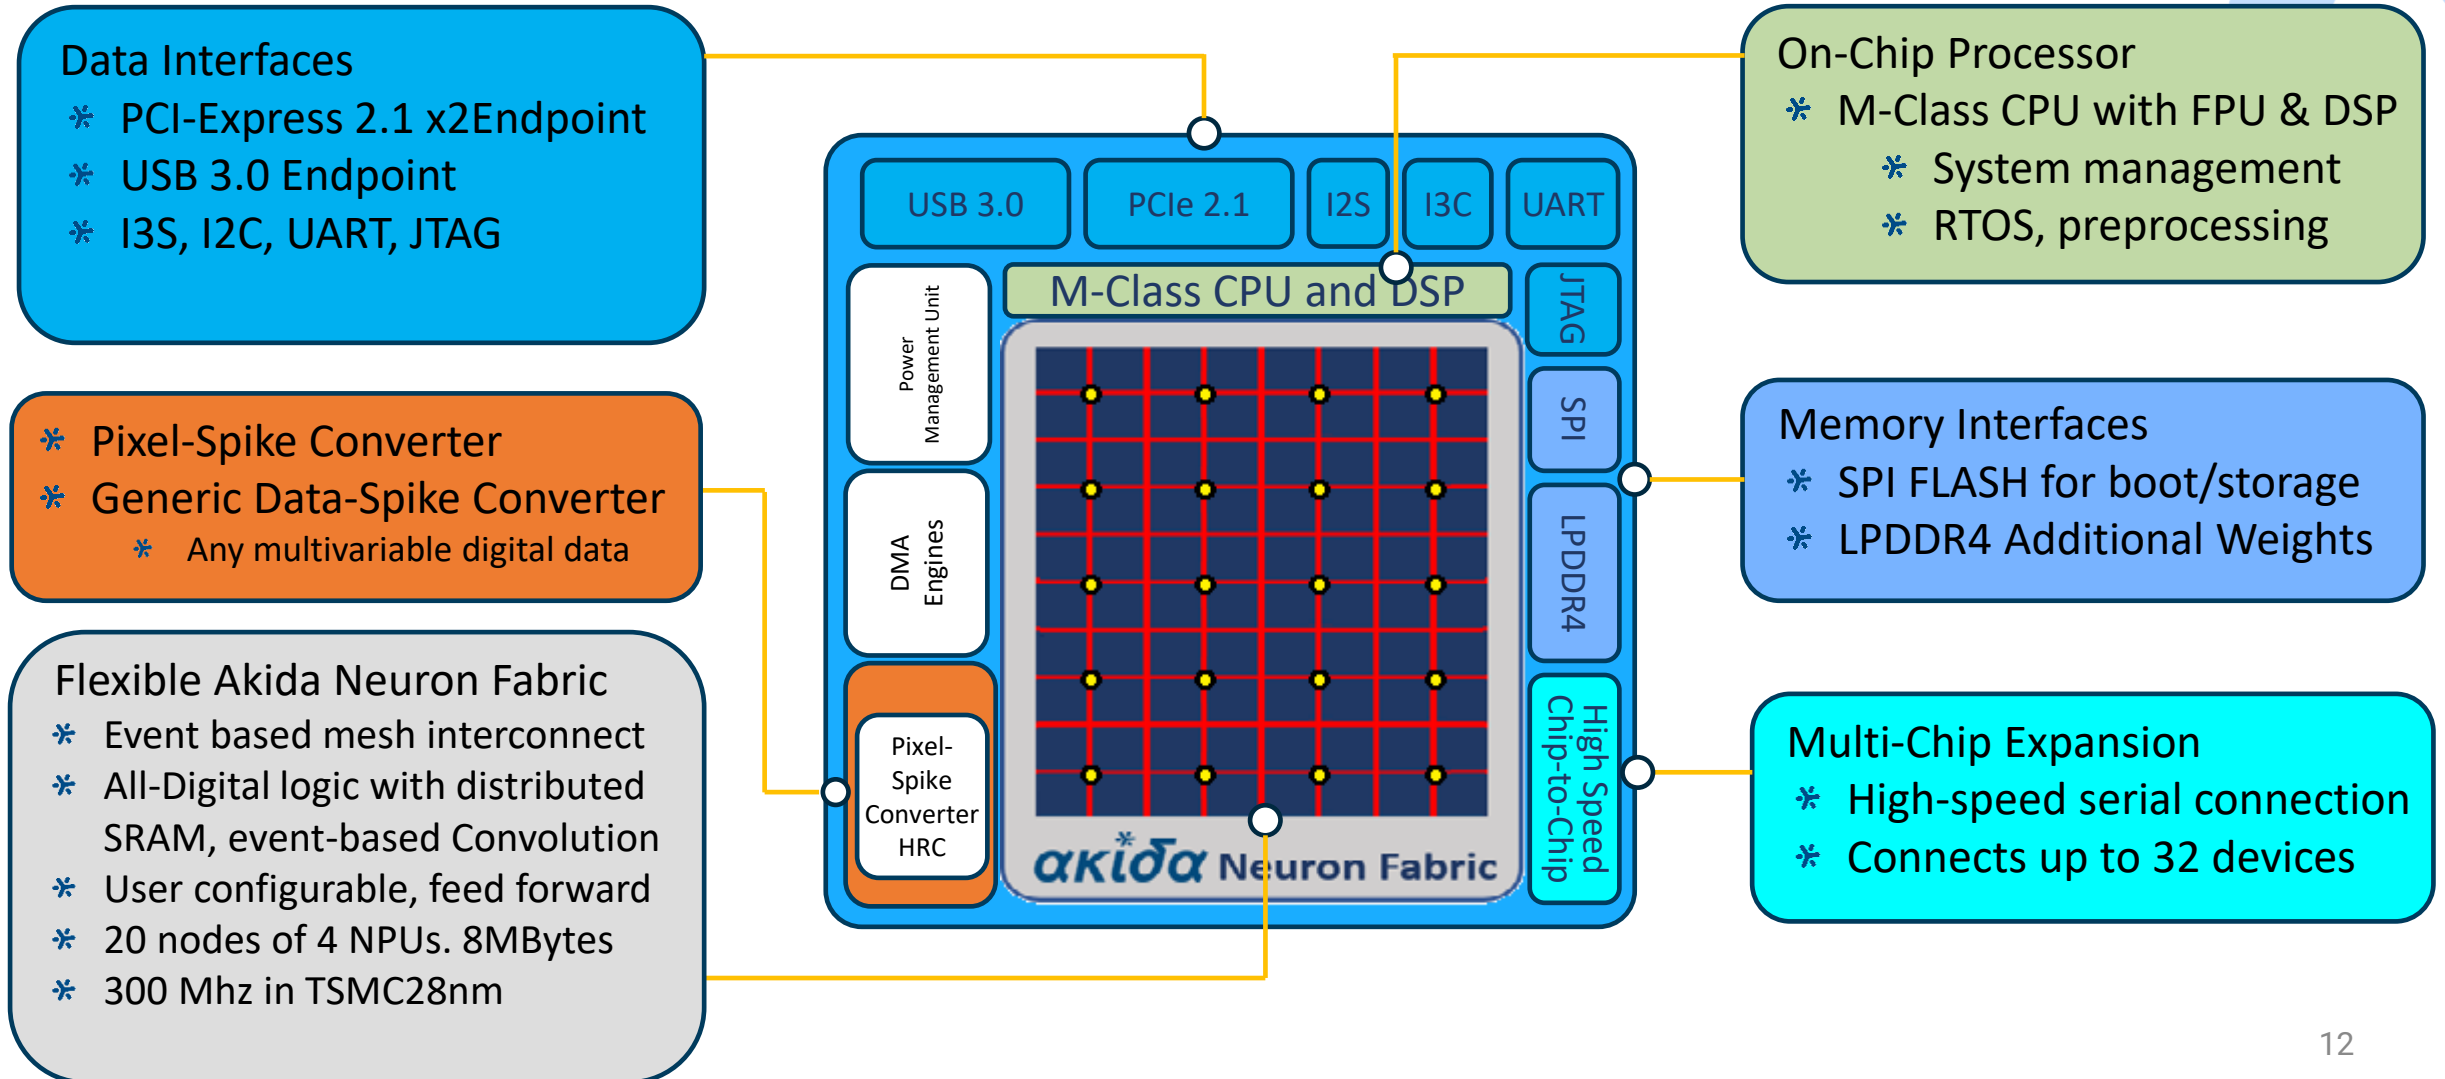 Data Interfaces
PCI-Express 2.1 x2Endpoint
USB 3.0 Endpoint
I3S, I2C, UART, JTAG
Pixel-Spike Converter
Generic Data-Spike Converter
Any multivariable digital data
Flexible Akida Neuron Fabric
Event based mesh interconnect
All-Digital logic with distributed
SRAM, event-based Convolution
User configurable, feed forward
20 nodes of 4 NPUs. 8MBytes
300 Mhz in TSMC28nm
USB 3.0
PCIe 2.1
I2S
I3C
UART
M-Class CPU and DSP
Power
Management Unit
DMA
Engines
Pixel-
Spike
Converter
HRC
JTAG
SPI
LPDDR4
High Speed
Chip-to-Chip
akida Neuron Fabric
On-Chip Processor
M-Class CPU with FPU & DSP
System management
RTOS, preprocessing
Memory Interfaces
SPI FLASH for boot/storage
LPDDR4 Additional Weights
Multi-Chip Expansion
High-speed serial connection
Connects up to 32 devices
12